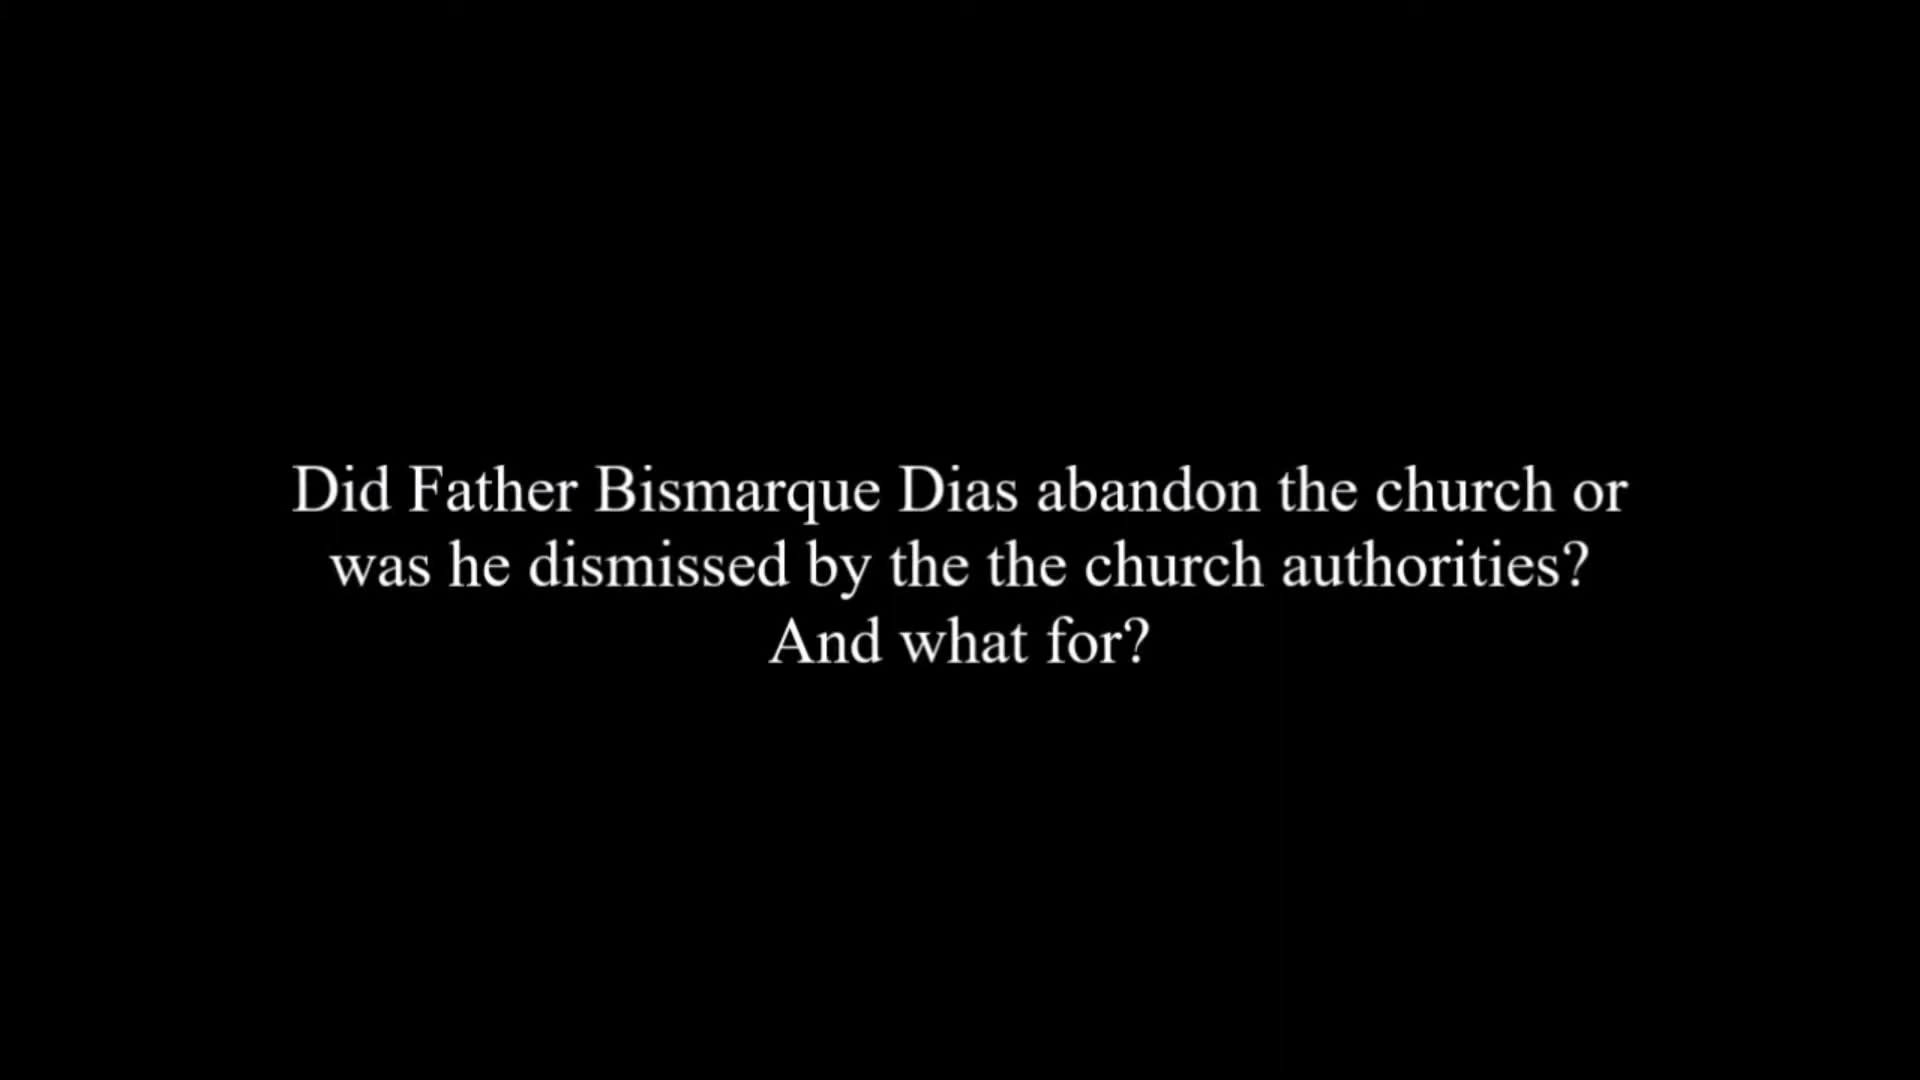 Did Father Bismarque Dias abandon the church or
was he dismissed by the the church authorities?
And what for?